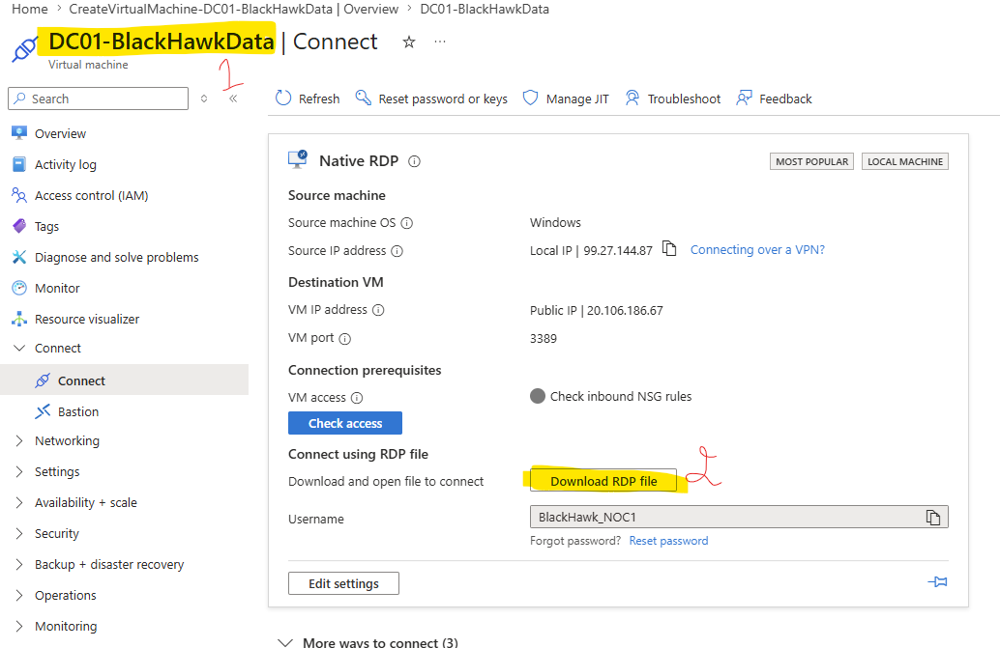 Home > CreateVirtualMachine-DC01-BlackHawkData | Overview > DC01-BlackHawkData
DC01-BlackHawkData | Connect
Virtual machine
1
Search
Refresh
Reset password or keys
Manage JIT
Troubleshoot
Feedback
Overview
Activity log
Access control (IAM)
Tags
Diagnose and solve problems
Monitor
Resource visualizer
Connect
Connect
Bastion
Networking
Settings
Availability + scale
Security
Backup + disaster recovery
Operations
Monitoring
Native RDP
MOST POPULAR
LOCAL MACHINE
Source machine
Source machine OS
Windows
Source IP address
Local IP | 99.27.144.87
Connecting over a VPN?
Destination VM
VM IP address
Public IP | 20.106.186.67
VM port
3389
Connection prerequisites
VM access
Check inbound NSG rules
Check access
Connect using RDP file
Download and open file to connect
Download RDP file
2
Username
BlackHawk_NOC1
Forgot password? Reset password
Edit settings
More ways to connect (3)